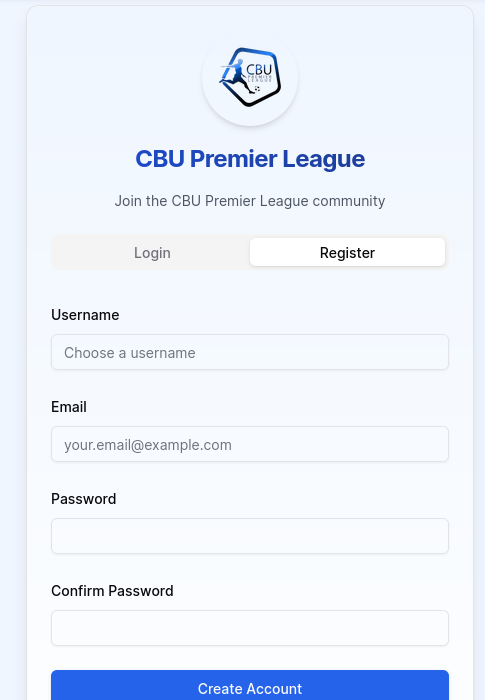 CBU
PREMIER
LEAGUE
CBU Premier League
Join the CBU Premier League community
Login
Register
Username
Choose a username
Email
your.email@example.com
Password
Confirm Password
Create Account